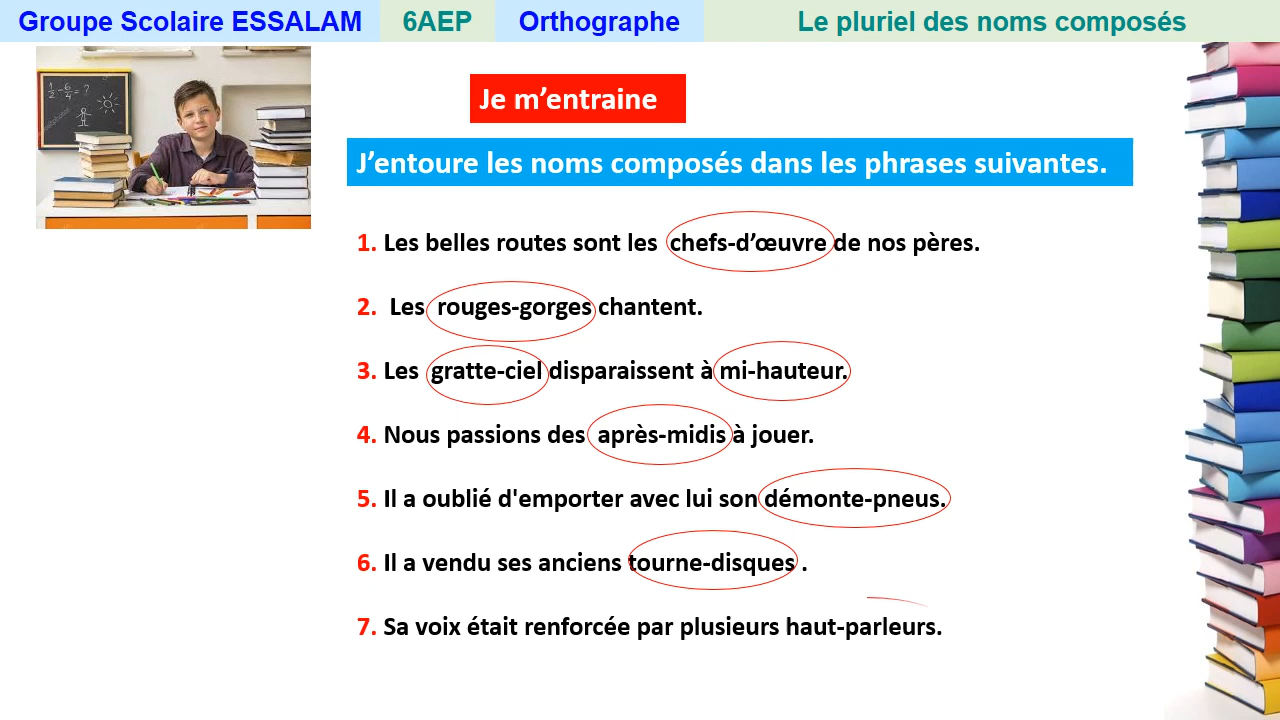 Groupe Scolaire ESSALAM 6AEP Orthographe Le pluriel des noms composés
Je m’entraine
J’entoure les noms composés dans les phrases suivantes.
1. Les belles routes sont les chefs-d’œuvre de nos pères.
2. Les rouges-gorges chantent.
3. Les gratte-ciel disparaissent à mi-hauteur.
4. Nous passions des après-midis à jouer.
5. Il a oublié d'emporter avec lui son démonte-pneus.
6. Il a vendu ses anciens tourne-disques .
7. Sa voix était renforcée par plusieurs haut-parleurs.